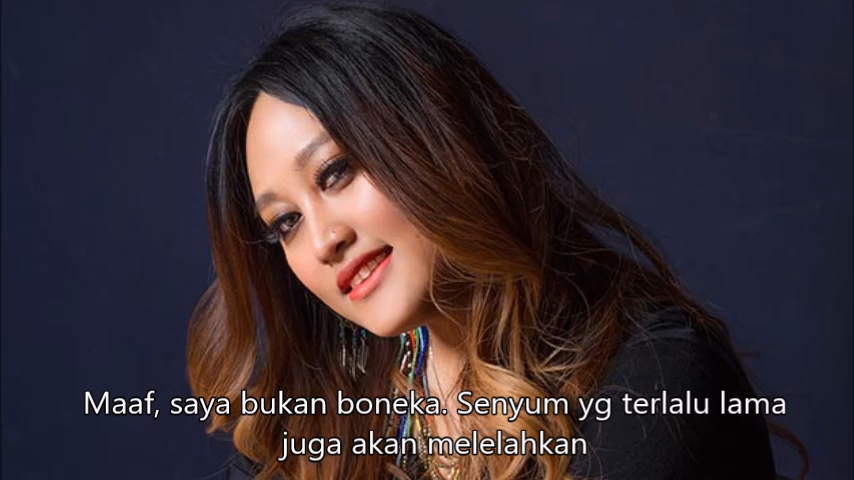 Maaf, saya bukan boneka. Senyum yg terlalu lama
juga akan melelahkan